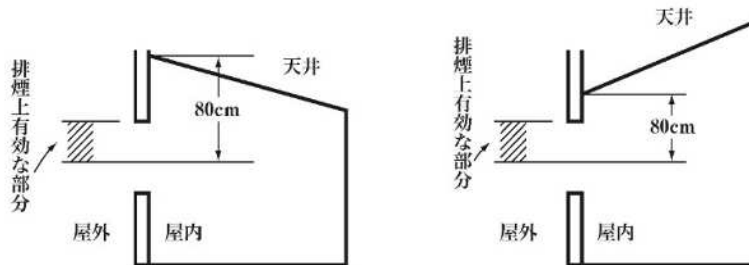 排煙上有効な部分
天井
80cm
屋外
屋内
排煙上有効な部分
天井
80cm
屋外
屋内